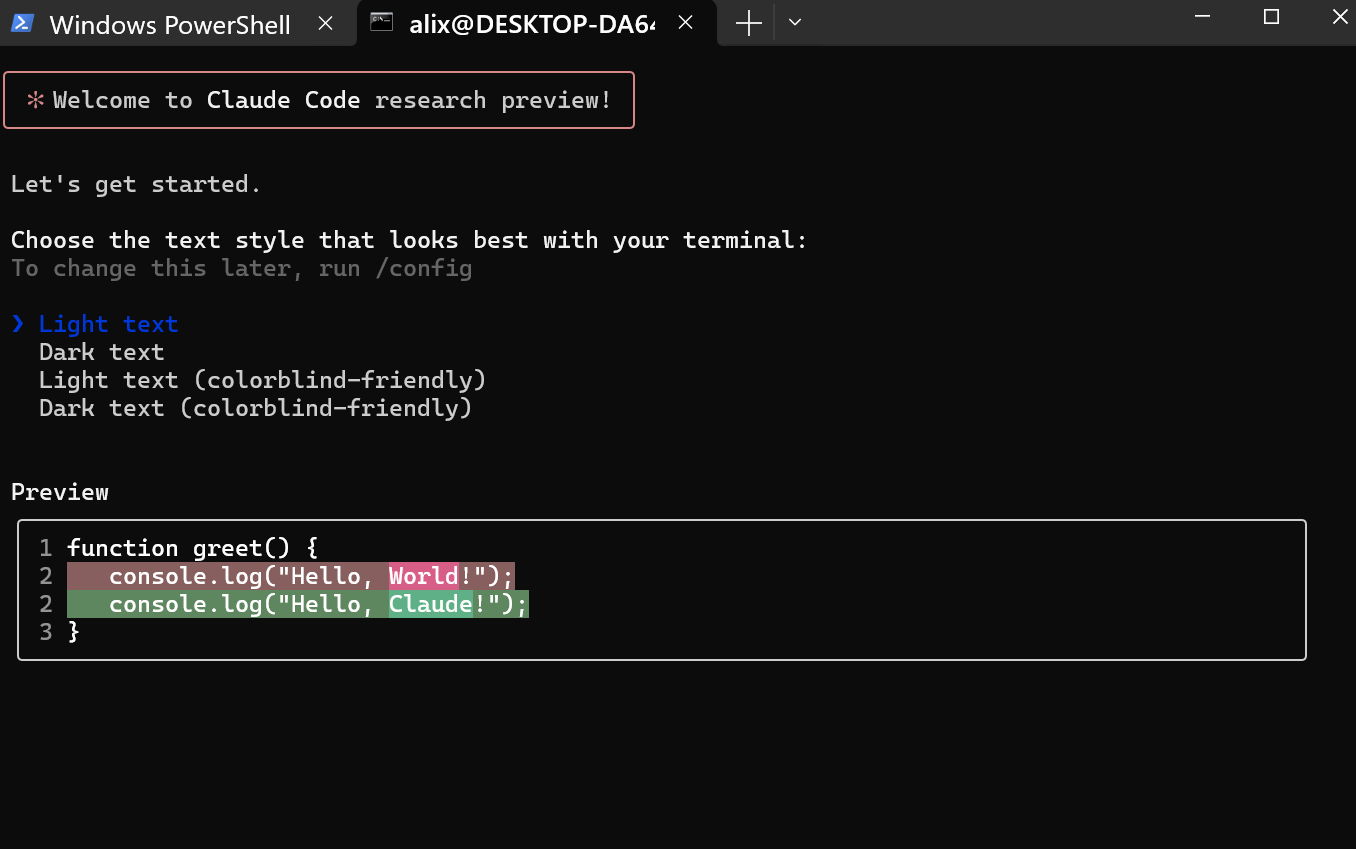 Windows PowerShell
alix@DESKTOP-DA64
✻ Welcome to Claude Code research preview!
Let's get started.
Choose the text style that looks best with your terminal:
To change this later, run /config
❯ Light text
Dark text
Light text (colorblind-friendly)
Dark text (colorblind-friendly)
Preview
1 function greet() {
2    console.log("Hello, World!");
2    console.log("Hello, Claude!");
3 }